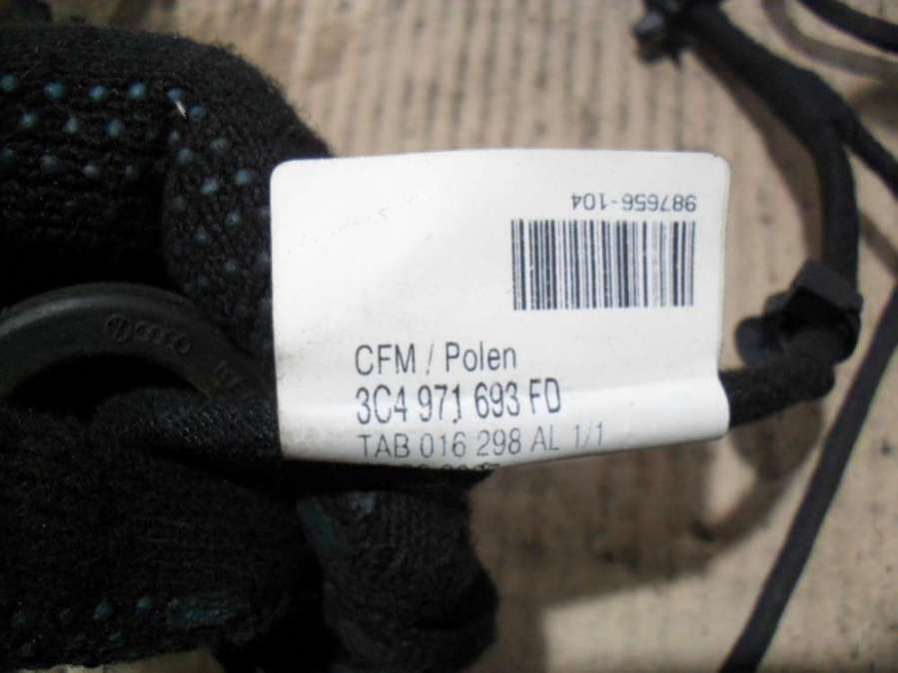 987656-104
CFM / Polen
3C4 971 693 FD
TAB 016 298 AL 1/1